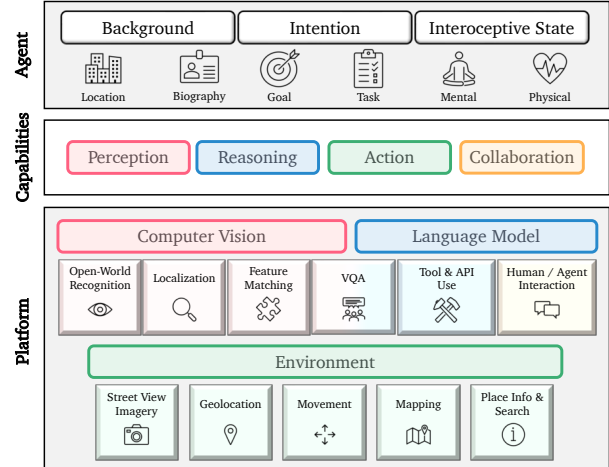 Agent
Background
Intention
Interoceptive State
Location
Biography
Goal
Task
Mental
Physical
Capabilities
Perception
Reasoning
Action
Collaboration
Platform
Computer Vision
Language Model
Open-World
Recognition
Localization
Feature
Matching
VQA
Tool & API
Use
Human / Agent
Interaction
Environment
Street View
Imagery
Geolocation
Movement
Mapping
Place Info &
Search